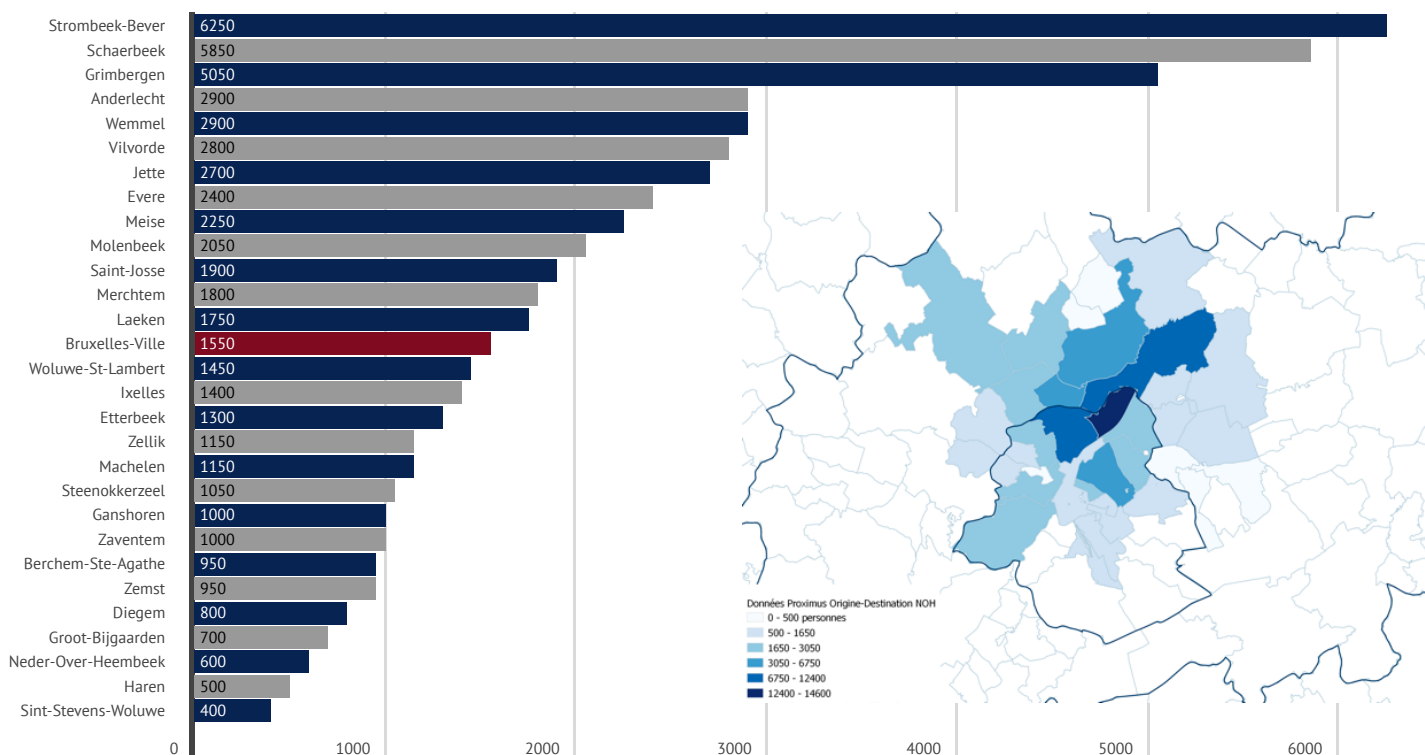 Strombeek-Bever 6250
Schaerbeek 5850
Grimbergen 5050
Anderlecht 2900
Wemmel 2900
Vilvorde 2800
Jette 2700
Evere 2400
Meise 2250
Molenbeek 2050
Saint-Josse 1900
Merchtem 1800
Laeken 1750
Bruxelles-Ville 1550
Woluwe-St-Lambert 1450
Ixelles 1400
Etterbeek 1300
Zellik 1150
Machelen 1150
Steenokkerzeel 1050
Ganshoren 1000
Zaventem 1000
Berchem-Ste-Agathe 950
Zemst 950
Diegem 800
Groot-Bijgaarden 700
Neder-Over-Heembeek 600
Haren 500
Sint-Stevens-Woluwe 400
0 1000 2000 3000 4000 5000 6000
Données Proximus Origine-Destination NOH
0 - 500 personnes
500 - 1650
1650 - 3050
3050 - 6750
6750 - 12400
12400 - 14600